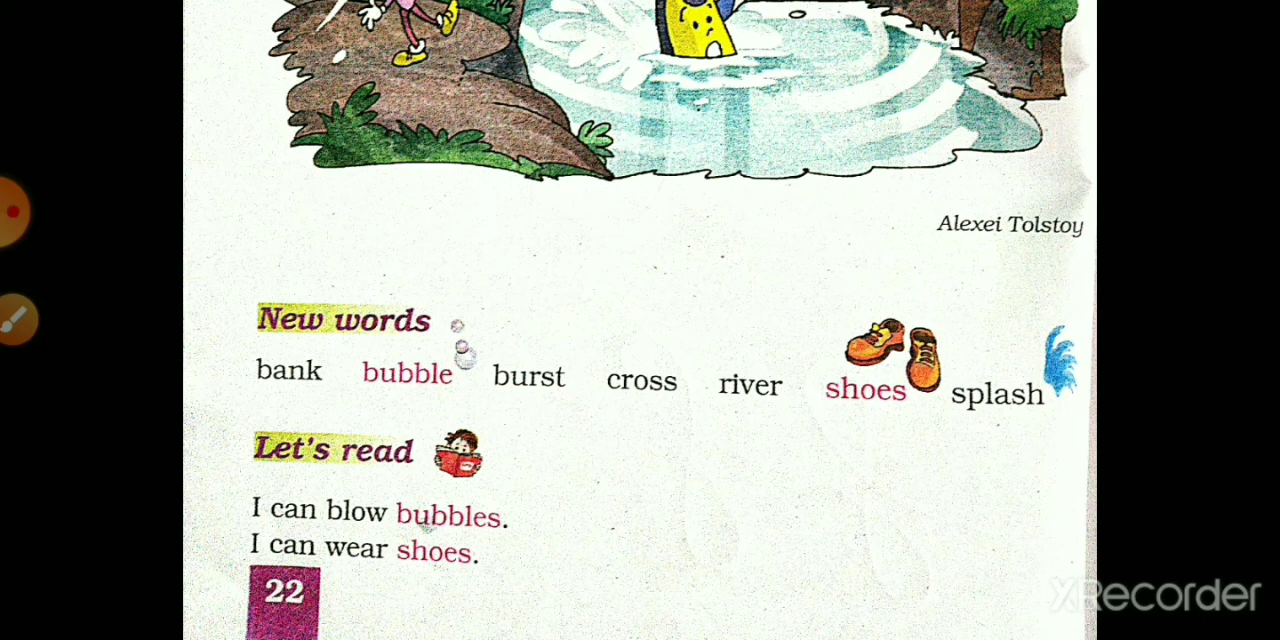 Alexei Tolstoy
New words
bank bubble burst cross river shoes splash
Let's read
I can blow bubbles.
I can wear shoes.
22
XRecorder